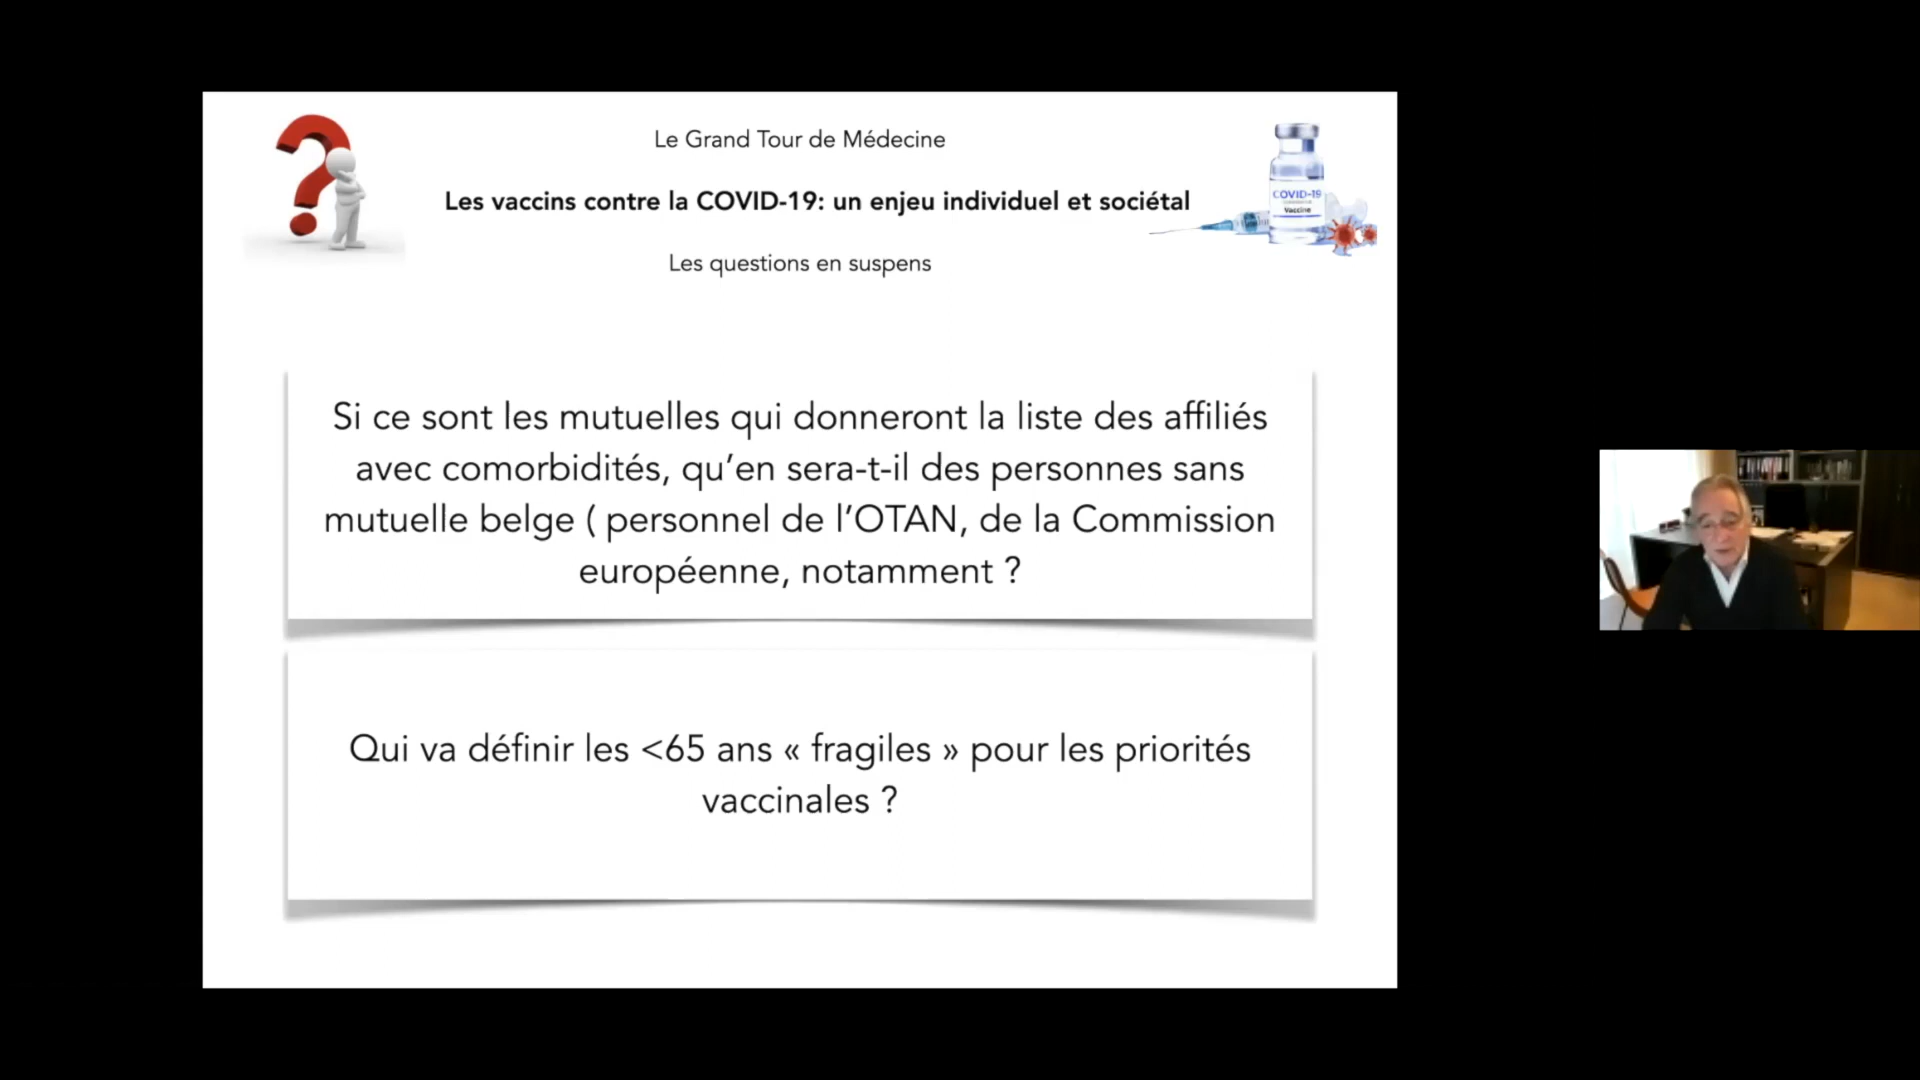 Le Grand Tour de Médecine
Les vaccins contre la COVID-19: un enjeu individuel et sociétal
Les questions en suspens
COVID-19
Vaccine
Si ce sont les mutuelles qui donneront la liste des affiliés
avec comorbidités, qu’en sera-t-il des personnes sans
mutuelle belge ( personnel de l’OTAN, de la Commission
européenne, notamment ?
Qui va définir les <65 ans « fragiles » pour les priorités
vaccinales ?